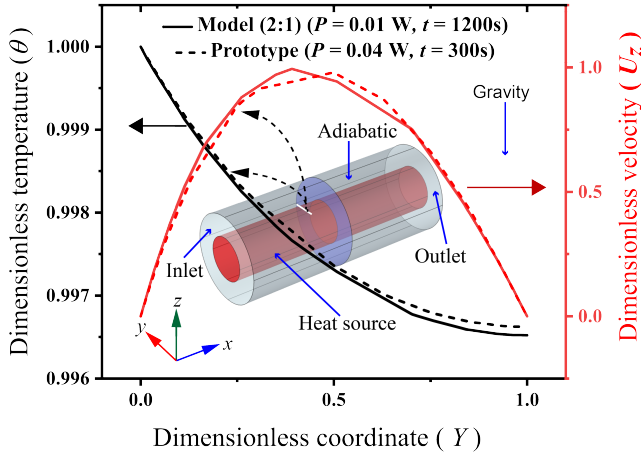 Model (2:1) (P = 0.01 W, t = 1200s)
Prototype (P = 0.04 W, t = 300s)
Dimensionless temperature (θ)
1.000
0.999
0.998
0.997
0.996
Gravity
Adiabatic
Inlet
Outlet
Heat source
z
y
x
Dimensionless velocity ( Uz)
1.0
0.5
0.0
0.0
0.5
1.0
Dimensionless coordinate ( Y )